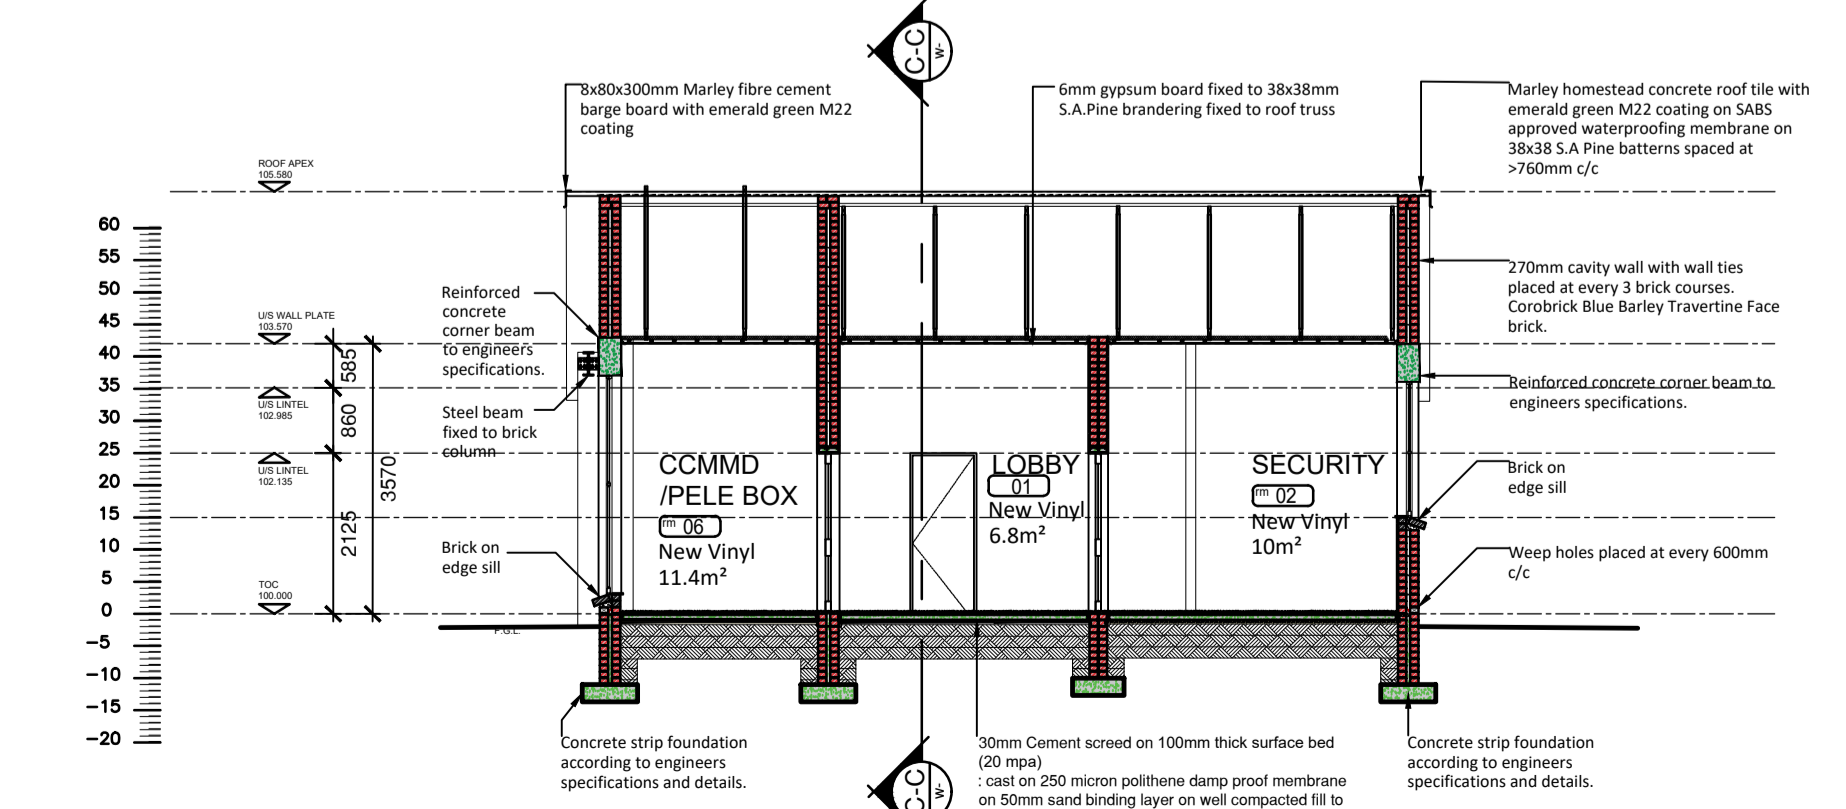 C-C
W-
8x80x300mm Marley fibre cement
barge board with emerald green M22
coating
6mm gypsum board fixed to 38x38mm
S.A.Pine brandering fixed to roof truss
Marley homestead concrete roof tile with
emerald green M22 coating on SABS
approved waterproofing membrane on
38x38 S.A Pine batterns spaced at
>760mm c/c
ROOF APEX
105.580
60
55
50
45
40
35
30
25
20
15
10
5
0
-5
-10
-15
-20
U/S WALL PLATE
103.570
U/S LINTEL
102.985
U/S LINTEL
102.135
TOC
100.000
585
860
2125
3570
Reinforced
concrete
corner beam
to engineers
specifications.
Steel beam
fixed to brick
column
Brick on
edge sill
F.G.L.
270mm cavity wall with wall ties
placed at every 3 brick courses.
Corobrick Blue Barley Travertine Face
brick.
Reinforced concrete corner beam to
engineers specifications.
Brick on
edge sill
Weep holes placed at every 600mm
c/c
CCMMD
/PELE BOX
rm 06
New Vinyl
11.4m²
LOBBY
01
New Vinyl
6.8m²
SECURITY
rm 02
New Vinyl
10m²
Concrete strip foundation
according to engineers
specifications and details.
C-C
W-
30mm Cement screed on 100mm thick surface bed
(20 mpa)
: cast on 250 micron polithene damp proof membrane
on 50mm sand binding layer on well compacted fill to
Concrete strip foundation
according to engineers
specifications and details.